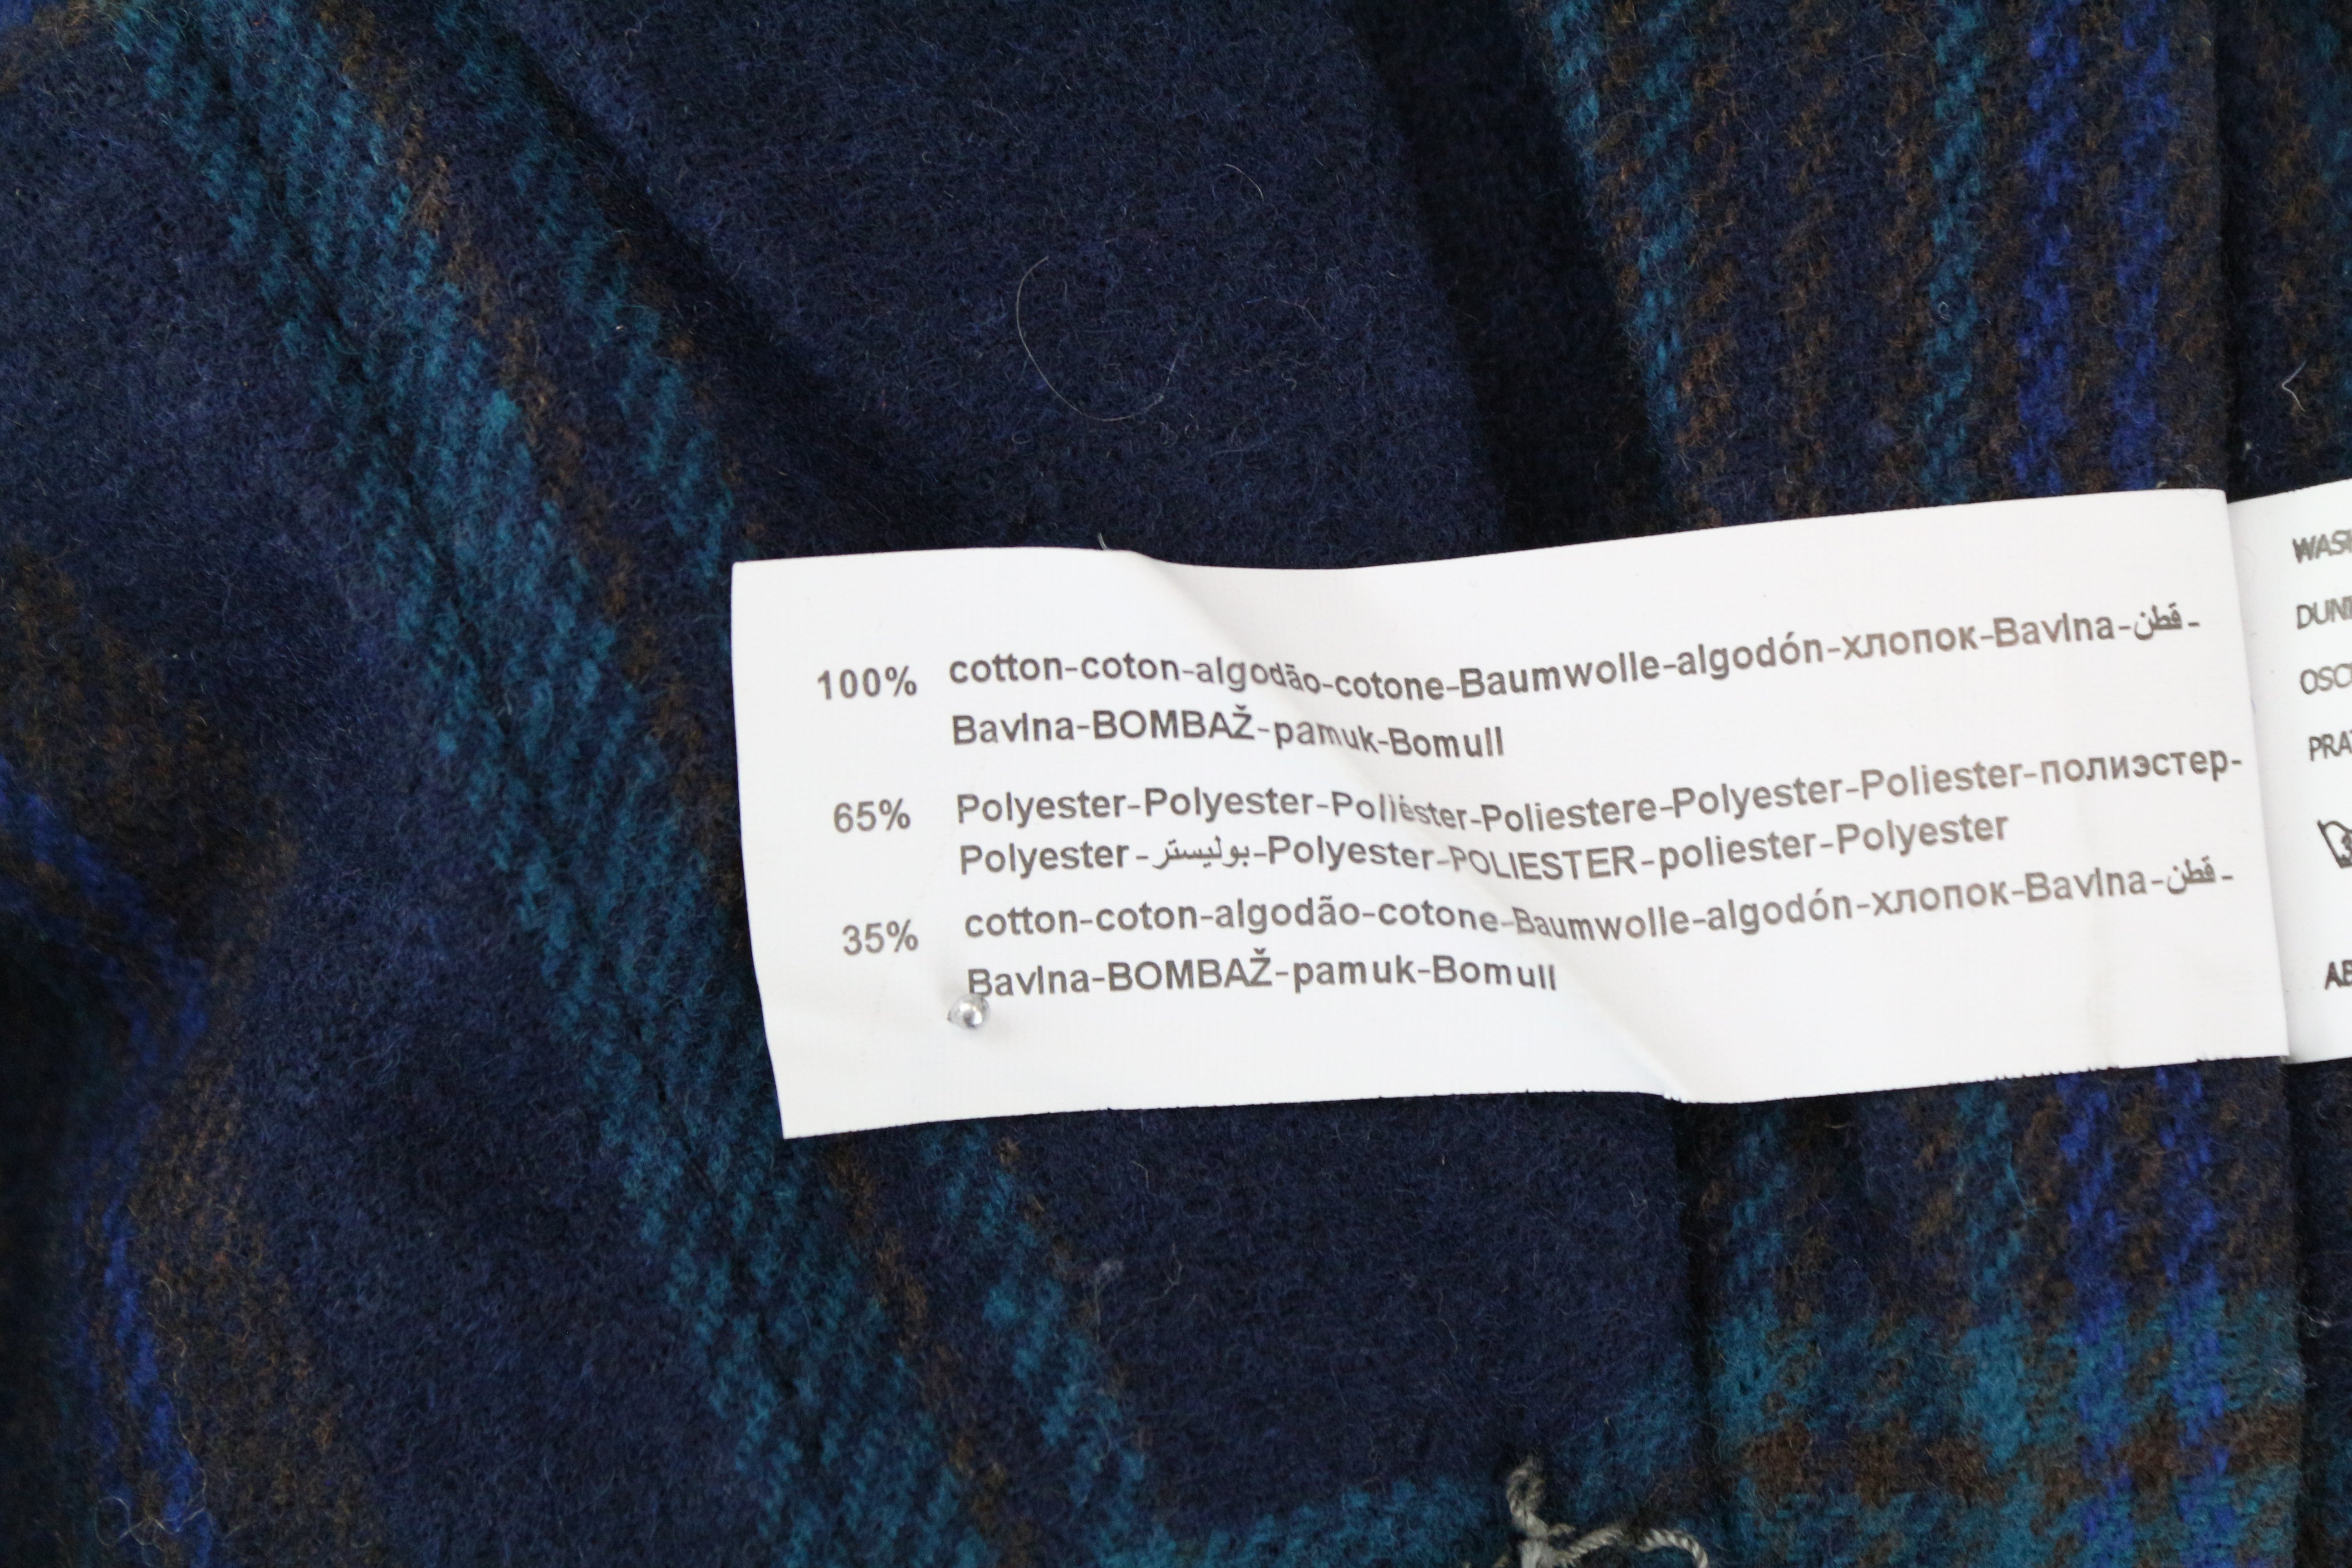 100% cotton-coton-algodão-cotone-Baumwolle-algodón-хлопок-Bavlna-قطن-
Bavlna-BOMBAŽ-pamuk-Bomull
65% Polyester-Polyester-Poliéster-Poliestere-Polyester-Poliester-полиэстер-
Polyester-بوليستر-Polyester-POLIESTER-poliester-Polyester
35% cotton-coton-algodão-cotone-Baumwolle-algodón-хлопок-Bavlna-قطن-
Bavlna-BOMBAŽ-pamuk-Bomull